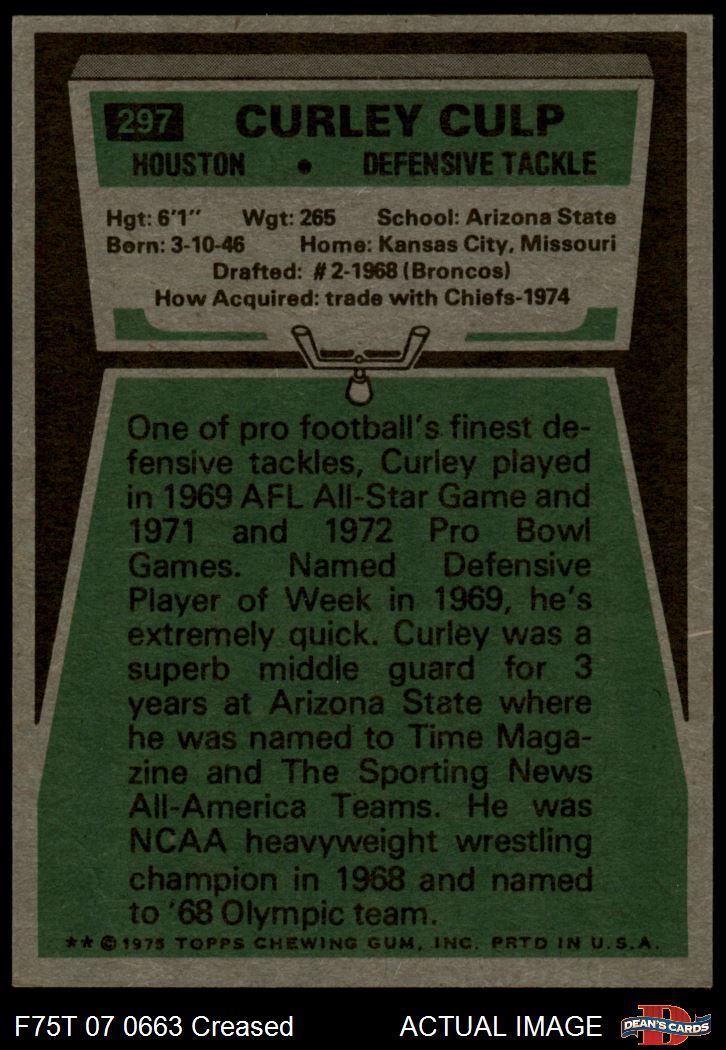 297 CURLEY CULP
HOUSTON • DEFENSIVE TACKLE
Hgt: 6'1" Wgt: 265 School: Arizona State
Born: 3-10-46 Home: Kansas City, Missouri
Drafted: #2-1968 (Broncos)
How Acquired: trade with Chiefs-1974
One of pro football's finest de-
fensive tackles, Curley played
in 1969 AFL All-Star Game and
1971 and 1972 Pro Bowl
Games. Named Defensive
Player of Week in 1969, he's
extremely quick. Curley was a
superb middle guard for 3
years at Arizona State where
he was named to Time Maga-
zine and The Sporting News
All-America Teams. He was
NCAA heavyweight wrestling
champion in 1968 and named
to '68 Olympic team.
**©1975 TOPPS CHEWING GUM, INC. PRTD IN U.S.A.
F75T 07 0663 Creased ACTUAL IMAGE
D
DEAN'S CARDS